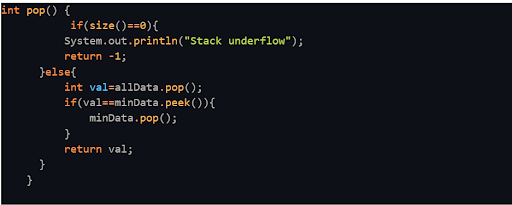 int pop() {
if(size()==0){
System.out.println("Stack underflow");
return -1;
}else{
int val=allData.pop();
if(val==minData.peek()){
minData.pop();
}
return val;
}
}